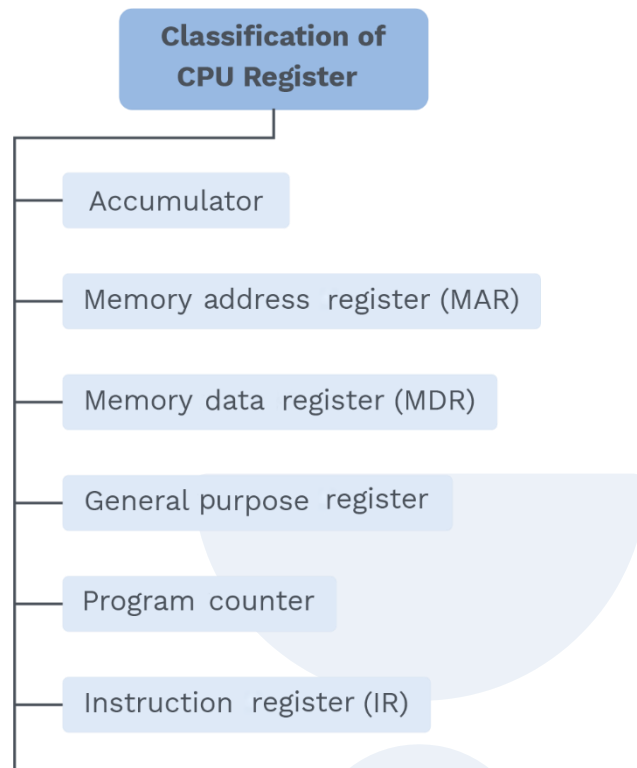 Classification of
CPU Register
Accumulator
Memory address register (MAR)
Memory data register (MDR)
General purpose register
Program counter
Instruction register (IR)